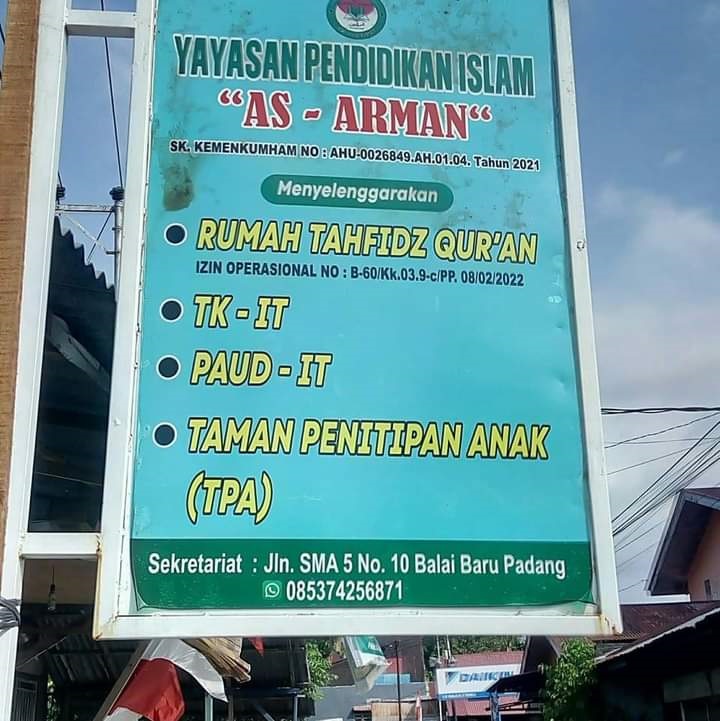 YAYASAN PENDIDIKAN ISLAM
“AS - ARMAN“
SK. KEMENKUMHAM NO : AHU-0026849.AH.01.04. Tahun 2021
Menyelenggarakan
RUMAH TAHFIDZ QUR'AN
IZIN OPERASIONAL NO : B-60/Kk.03.9-c/PP. 08/02/2022
TK - IT
PAUD - IT
TAMAN PENITIPAN ANAK
(TPA)
Sekretariat : Jln. SMA 5 No. 10 Balai Baru Padang
085374256871
DAIKIN